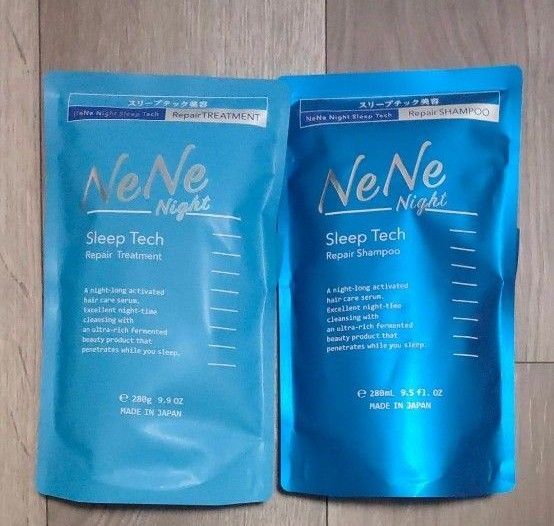 スリープテック美容
NeNe Night Sleep Tech
Repair TREATMENT
NeNe
Night
Sleep Tech
Repair Treatment
A night-long activated
hair care serum.
Excellent night-time
cleansing with
an ultra-rich fermented
beauty product that
penetrates while you sleep.
℮ 280g 9.9 OZ
MADE IN JAPAN
スリープテック美容
NeNe Night Sleep Tech
Repair SHAMPOO
NeNe
Night
Sleep Tech
Repair Shampoo
A night-long activated
hair care serum.
Excellent night-time
cleansing with
an ultra-rich fermented
beauty product that
penetrates while you sleep.
℮ 280mL 9.5 fl. OZ
MADE IN JAPAN